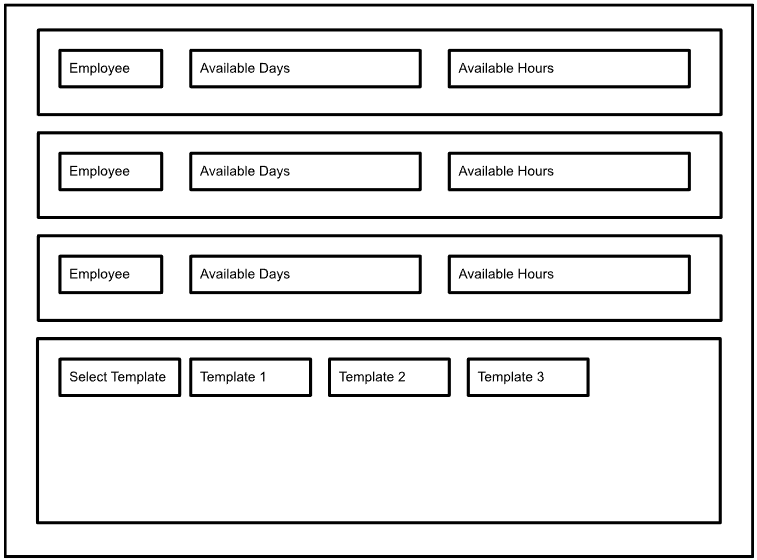 Employee
Available Days
Available Hours
Employee
Available Days
Available Hours
Employee
Available Days
Available Hours
Select Template
Template 1
Template 2
Template 3